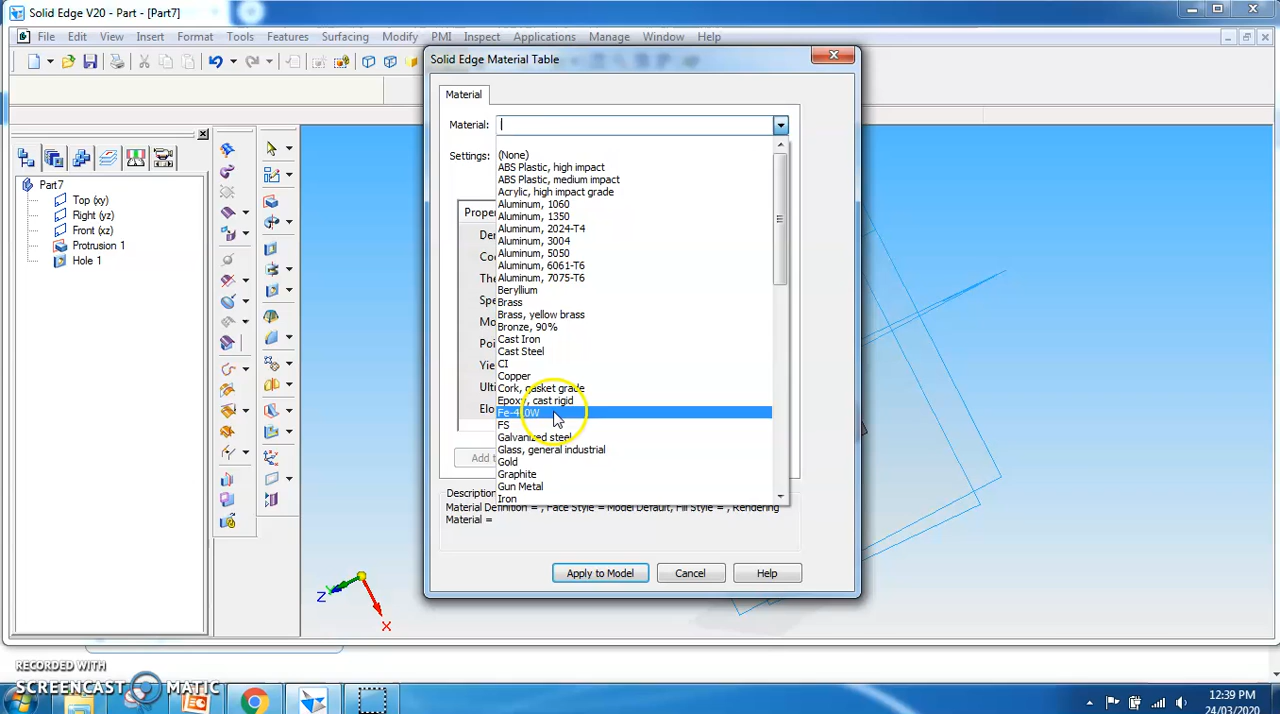 Solid Edge V20 - Part - [Part7]
File Edit View Insert Format Tools Features Surfacing Modify PMI Inspect Applications Manage Window Help
Solid Edge Material Table
Material
Material:
Settings:
(None)
ABS Plastic, high impact
ABS Plastic, medium impact
Acrylic, high impact grade
Aluminum, 1060
Aluminum, 1350
Aluminum, 2024-T4
Aluminum, 3004
Aluminum, 5050
Aluminum, 6061-T6
Aluminum, 7075-T6
Beryllium
Brass
Brass, yellow brass
Bronze, 90%
Cast Iron
Cast Steel
CI
Copper
Cork, gasket grade
Epoxy, cast rigid
FS
Galvanized steel
Glass, general industrial
Gold
Graphite
Gun Metal
Iron
Add t
Material Definition = , Face Style = Model Default, Fill Style = , Rendering
Material =
Apply to Model Cancel Help
Part7
Top (xy)
Right (yz)
Front (xz)
Protrusion 1
Hole 1
Z
X
RECORDED WITH
SCREENCAST MATIC
12:39 PM
24/03/2020